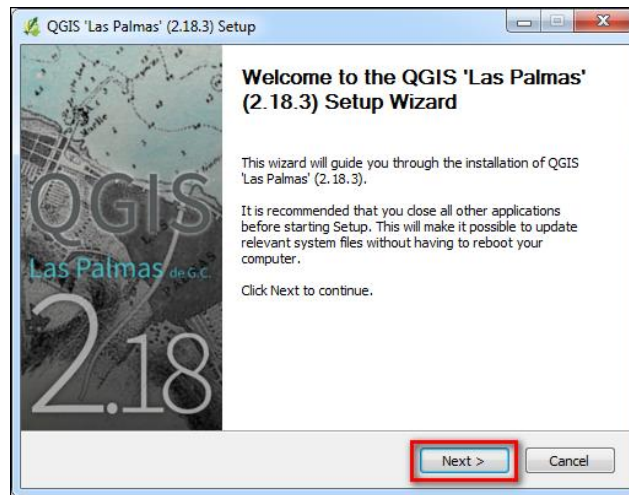 QGIS 'Las Palmas' (2.18.3) Setup
QGIS
Las Palmas de G.C.
2.18
Welcome to the QGIS 'Las Palmas'
(2.18.3) Setup Wizard
This wizard will guide you through the installation of QGIS
'Las Palmas' (2.18.3).
It is recommended that you close all other applications
before starting Setup. This will make it possible to update
relevant system files without having to reboot your
computer.
Click Next to continue.
Next >
Cancel